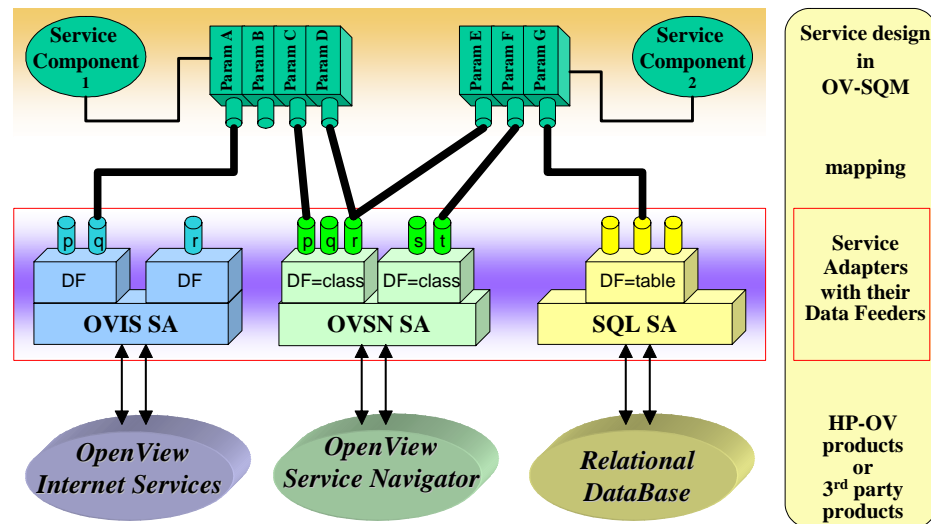 Service
Component
1
Param A
Param B
Param C
Param D
Param E
Param F
Param G
Service
Component
2
Service design
in
OV-SQM
mapping
p
q
r
p
q
r
s
t
DF
DF
DF=class
DF=class
DF=table
OVIS SA
OVSN SA
SQL SA
Service
Adapters
with their
Data Feeders
OpenView
Internet Services
OpenView
Service Navigator
Relational
DataBase
HP-OV
products
or
3rd party
products